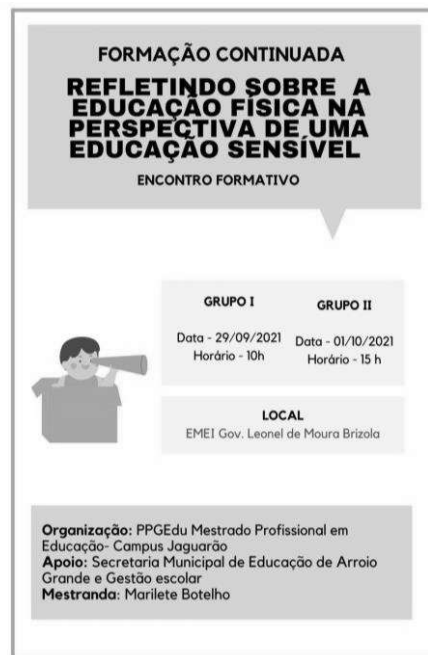 FORMAÇÃO CONTINUADA
REFLETINDO SOBRE A
EDUCAÇÃO FÍSICA NA
PERSPECTIVA DE UMA
EDUCAÇÃO SENSÍVEL
ENCONTRO FORMATIVO
GRUPO I
Data - 29/09/2021
Horário - 10h
GRUPO II
Data - 01/10/2021
Horário - 15 h
LOCAL
EMEI Gov. Leonel de Moura Brizola
Organização: PPGEdu Mestrado Profissional em
Educação- Campus Jaguarão
Apoio: Secretaria Municipal de Educação de Arroio
Grande e Gestão escolar
Mestranda: Marilete Botelho